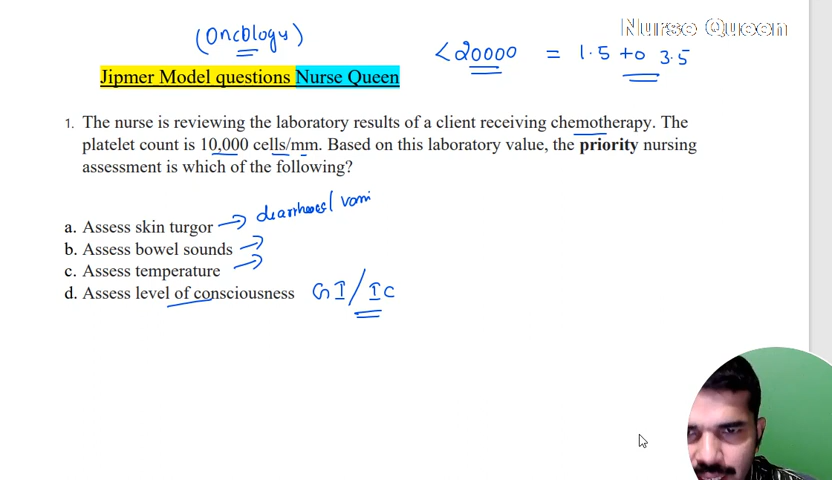 (Oncology)
Nurse Queen
<20000 = 1.5 to 3.5
Jipmer Model questions Nurse Queen
1. The nurse is reviewing the laboratory results of a client receiving chemotherapy. The
platelet count is 10,000 cells/mm. Based on this laboratory value, the priority nursing
assessment is which of the following?
a. Assess skin turgor → diarrhoea/ vomi
b. Assess bowel sounds →
c. Assess temperature →
d. Assess level of consciousness GI/IC